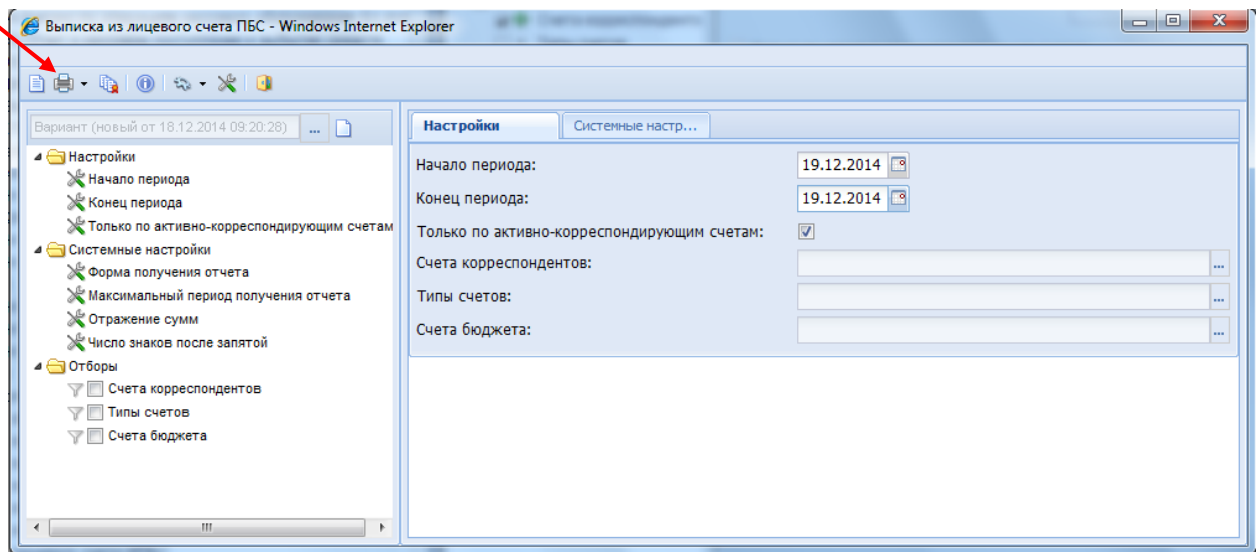 Выписка из лицевого счета ПБС - Windows Internet Explorer
Вариант (новый от 18.12.2014 09:20:28) ...
Настройки
Начало периода
Конец периода
Только по активно-корреспондирующим счетам
Системные настройки
Форма получения отчета
Максимальный период получения отчета
Отражение сумм
Число знаков после запятой
Отборы
Счета корреспондентов
Типы счетов
Счета бюджета
Настройки Системные настр...
Начало периода: 19.12.2014
Конец периода: 19.12.2014
Только по активно-корреспондирующим счетам:
Счета корреспондентов: ...
Типы счетов: ...
Счета бюджета: ...